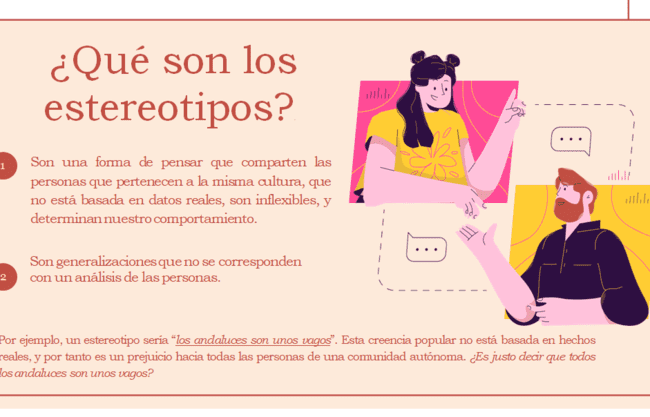 ¿Qué son los
estereotipos?
1
Son una forma de pensar que comparten las
personas que pertenecen a la misma cultura, que
no está basada en datos reales, son inflexibles, y
determinan nuestro comportamiento.
2
Son generalizaciones que no se corresponden
con un análisis de las personas.
Por ejemplo, un estereotipo sería “los andaluces son unos vagos”. Esta creencia popular no está basada en hechos
reales, y por tanto es un prejuicio hacia todas las personas de una comunidad autónoma. ¿Es justo decir que todos
los andaluces son unos vagos?